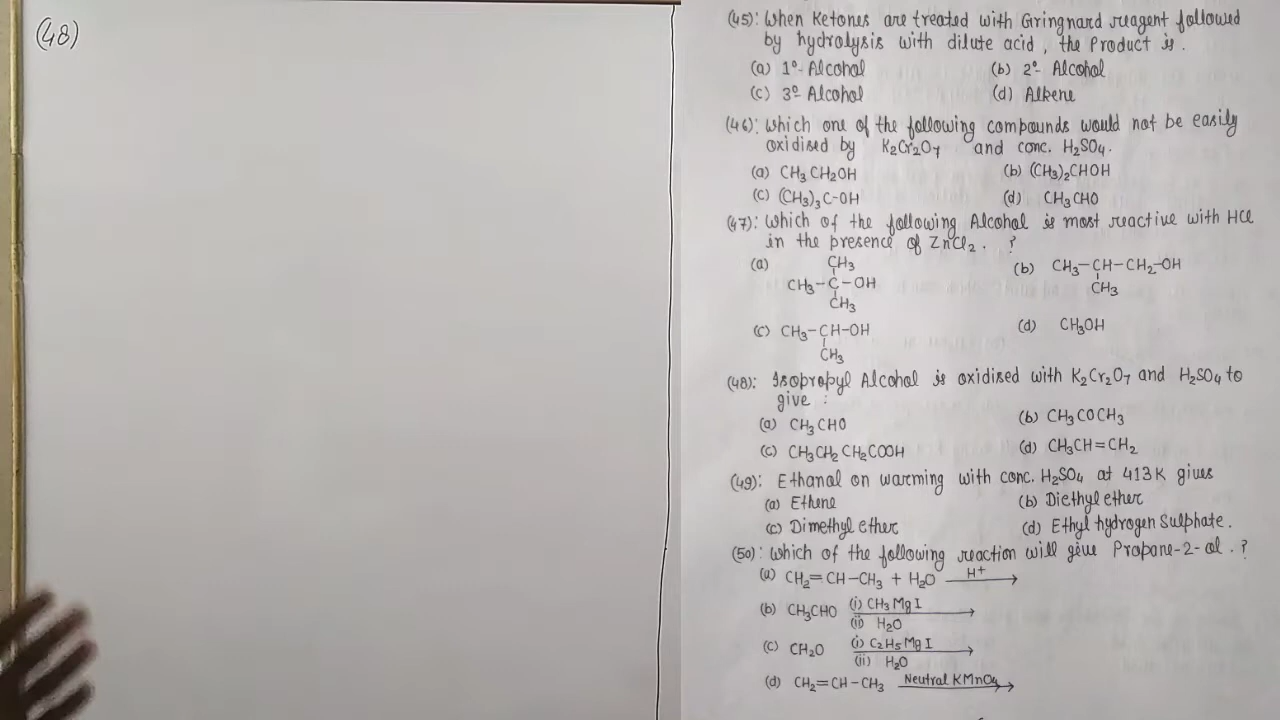 (48)
(45): When Ketones are treated with Gringnard reagent followed
by hydrolysis with dilute acid, the Product is.
(a) 1º- Alcohol (b) 2º- Alcohol
(c) 3º Alcohol (d) Alkene
(46): Which one of the following compounds would not be easily
oxidised by K₂Cr₂O₇ and conc. H₂SO₄.
(a) CH₃CH₂OH (b) (CH₃)₂CHOH
(c) (CH₃)₃C-OH (d) CH₃CHO
(47): Which of the following Alcohol is most reactive with HCl
in the presence of ZnCl₂. ?
(a) CH₃
CH₃-C-OH
CH₃
(b) CH₃-CH-CH₂-OH
CH₃
(c) CH₃-CH-OH
CH₃
(d) CH₃OH
(48): Isopropyl Alcohol is oxidised with K₂Cr₂O₇ and H₂SO₄ to
give :
(a) CH₃CHO (b) CH₃COCH₃
(c) CH₃CH₂CH₂COOH (d) CH₃CH=CH₂
(49): Ethanal on warming with conc. H₂SO₄ at 413K gives
(a) Ethene (b) Diethyl ether
(c) Dimethyl ether (d) Ethyl hydrogen Sulphate.
(50): Which of the following reaction will give Propane-2-ol. ?
(a) CH₂=CH-CH₃ + H₂O H+ →
(b) CH₃CHO (i) CH₃MgI →
(ii) H₂O
(c) CH₂O (i) C₂H₅MgI →
(ii) H₂O
(d) CH₂=CH-CH₃ Neutral KMnO₄ →